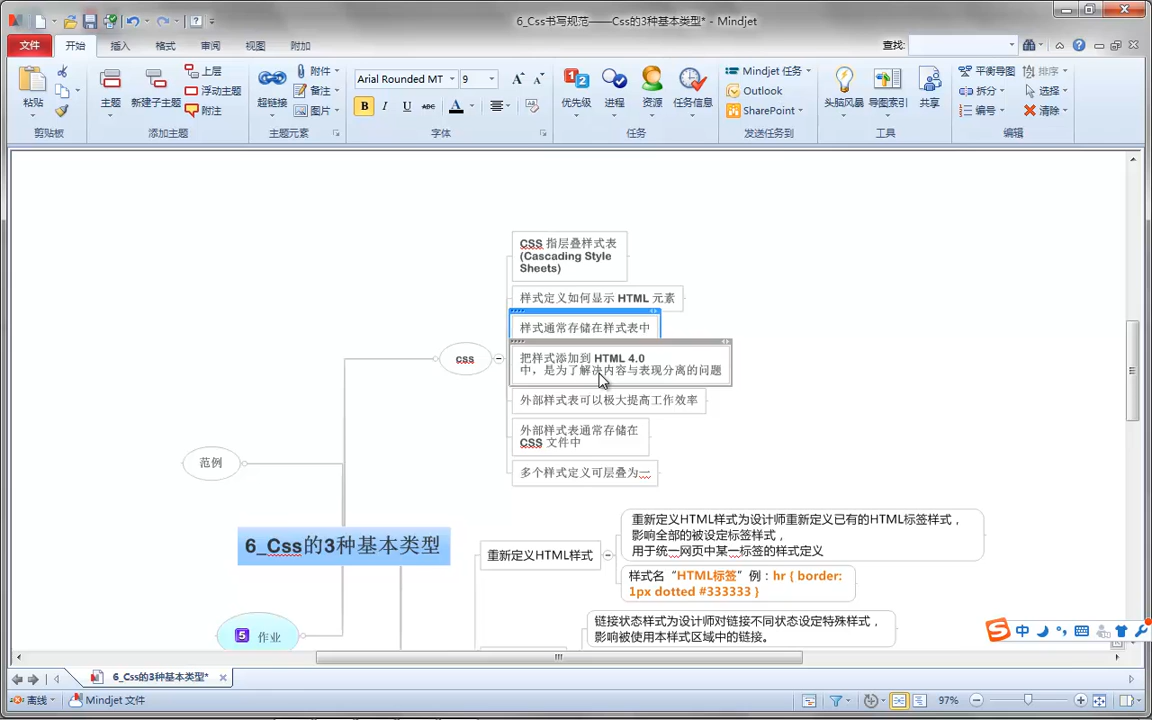 6_Css书写规范——Css的3种基本类型* - Mindjet
文件
开始
插入
格式
审阅
视图
附加
查找:
粘贴
剪贴板
主题
新建子主题
上层
浮动主题
附注
添加主题
超链接
附件
备注
图片
主题元素
Arial Rounded MT
9
B
I
U
ABC
A
字体
优先级
进程
资源
任务信息
任务
Mindjet 任务
Outlook
SharePoint
发送任务到
头脑风暴
导图索引
共享
工具
平衡导图
拆分
编号
排序
选择
清除
编辑
CSS 指层叠样式表
(Cascading Style
Sheets)
样式定义如何显示 HTML 元素
样式通常存储在样式表中
把样式添加到 HTML 4.0
中，是为了解决内容与表现分离的问题
外部样式表可以极大提高工作效率
外部样式表通常存储在
CSS 文件中
多个样式定义可层叠为一
css
范例
6_Css的3种基本类型
重新定义HTML样式
重新定义HTML样式为设计师重新定义已有的HTML标签样式，
影响全部的被设定标签样式，
用于统一网页中某一标签的样式定义
样式名“HTML标签”例：hr { border:
1px dotted #333333 }
链接状态样式为设计师对链接不同状态设定特殊样式，
影响被使用本样式区域中的链接。
5 作业
中
6_Css的3种基本类型*
离线
Mindjet 文件
97%